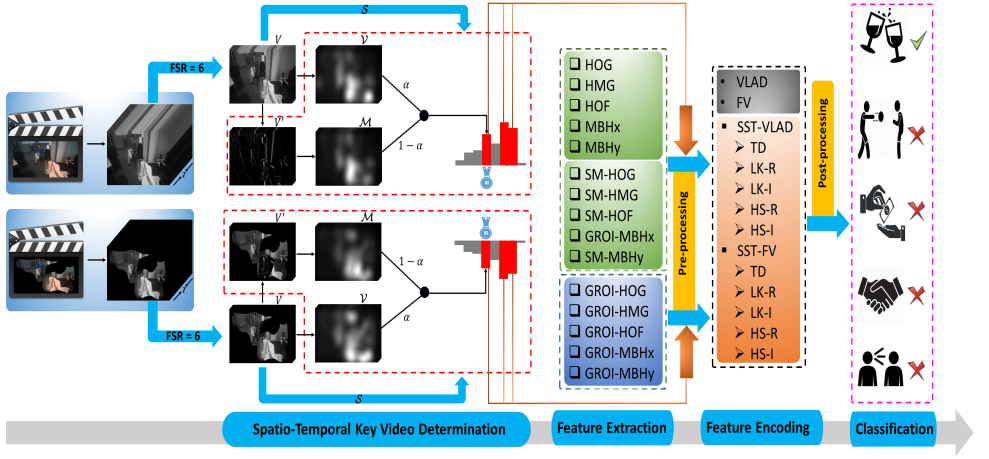 S
FSR = 6
V
𝒱
α
V'
ℳ
1-α
V'
ℳ
1-α
V
𝒱
α
FSR = 6
S
❑ HOG
❑ HMG
❑ HOF
❑ MBHx
❑ MBHy
❑ SM-HOG
❑ SM-HMG
❑ SM-HOF
❑ GROI-MBHx
❑ SM-MBHy
❑ GROI-HOG
❑ GROI-HMG
❑ GROI-HOF
❑ GROI-MBHx
❑ GROI-MBHy
Pre-processing
• VLAD
• FV
▪ SST-VLAD
➢ TD
➢ LK-R
➢ LK-I
➢ HS-R
➢ HS-I
▪ SST-FV
➢ TD
➢ LK-R
➢ LK-I
➢ HS-R
➢ HS-I
Post-processing
Spatio-Temporal Key Video Determination
Feature Extraction
Feature Encoding
Classification